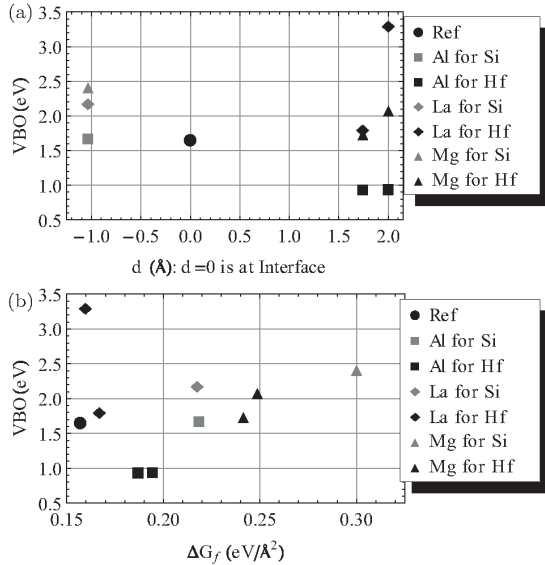 (a)
3.5
3.0
2.5
2.0
1.5
1.0
0.5
VBO (eV)
−1.0 −0.5 0.0 0.5 1.0 1.5 2.0
d (Å): d=0 is at Interface
Ref
Al for Si
Al for Hf
La for Si
La for Hf
Mg for Si
Mg for Hf
(b)
3.5
3.0
2.5
2.0
1.5
1.0
0.5
VBO (eV)
0.15 0.20 0.25 0.30
ΔG_f (eV/Å²)
Ref
Al for Si
Al for Hf
La for Si
La for Hf
Mg for Si
Mg for Hf